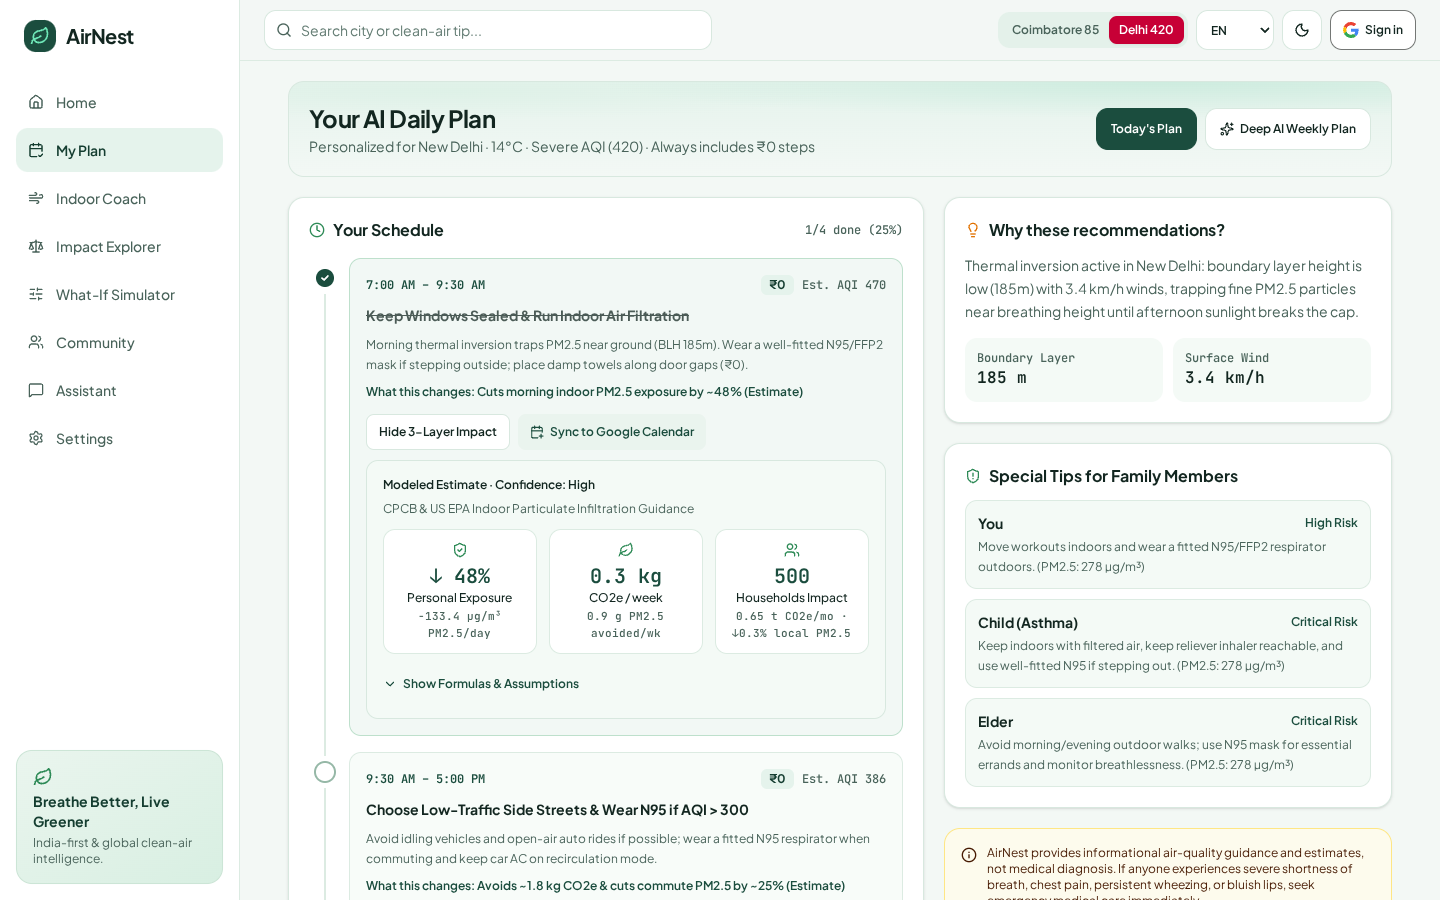 AirNest
Search city or clean-air tip...
Coimbatore 85
Delhi 420
EN
Sign in
Home
My Plan
Indoor Coach
Impact Explorer
What-If Simulator
Community
Assistant
Settings
Breathe Better, Live
Greener
India-first & global clean-air
intelligence.
Your AI Daily Plan
Personalized for New Delhi · 14°C · Severe AQI (420) · Always includes ₹0 steps
Today's Plan
Deep AI Weekly Plan
Your Schedule
1/4 done (25%)
7:00 AM – 9:30 AM
₹0
Est. AQI 470
Keep Windows Sealed & Run Indoor Air Filtration
Morning thermal inversion traps PM2.5 near ground (BLH 185m). Wear a well-fitted N95/FFP2
mask if stepping outside; place damp towels along door gaps (₹0).
What this changes: Cuts morning indoor PM2.5 exposure by ~48% (Estimate)
Hide 3-Layer Impact
Sync to Google Calendar
Modeled Estimate · Confidence: High
CPCB & US EPA Indoor Particulate Infiltration Guidance
↓ 48%
Personal Exposure
-133.4 µg/m³
PM2.5/day
0.3 kg
CO2e / week
0.9 g PM2.5
avoided/wk
500
Households Impact
0.65 t CO2e/mo ·
↓0.3% local PM2.5
Show Formulas & Assumptions
9:30 AM – 5:00 PM
₹0
Est. AQI 386
Choose Low-Traffic Side Streets & Wear N95 if AQI > 300
Avoid idling vehicles and open-air auto rides if possible; wear a fitted N95 respirator when
commuting and keep car AC on recirculation mode.
What this changes: Avoids ~1.8 kg CO2e & cuts commute PM2.5 by ~25% (Estimate)
Why these recommendations?
Thermal inversion active in New Delhi: boundary layer height is
low (185m) with 3.4 km/h winds, trapping fine PM2.5 particles
near breathing height until afternoon sunlight breaks the cap.
Boundary Layer
185 m
Surface Wind
3.4 km/h
Special Tips for Family Members
You
High Risk
Move workouts indoors and wear a fitted N95/FFP2 respirator
outdoors. (PM2.5: 278 µg/m³)
Child (Asthma)
Critical Risk
Keep indoors with filtered air, keep reliever inhaler reachable, and
use well-fitted N95 if stepping out. (PM2.5: 278 µg/m³)
Elder
Critical Risk
Avoid morning/evening outdoor walks; use N95 mask for essential
errands and monitor breathlessness. (PM2.5: 278 µg/m³)
AirNest provides informational air-quality guidance and estimates,
not medical diagnosis. If anyone experiences severe shortness of
breath, chest pain, persistent wheezing, or bluish lips, seek
emergency medical care immediately.